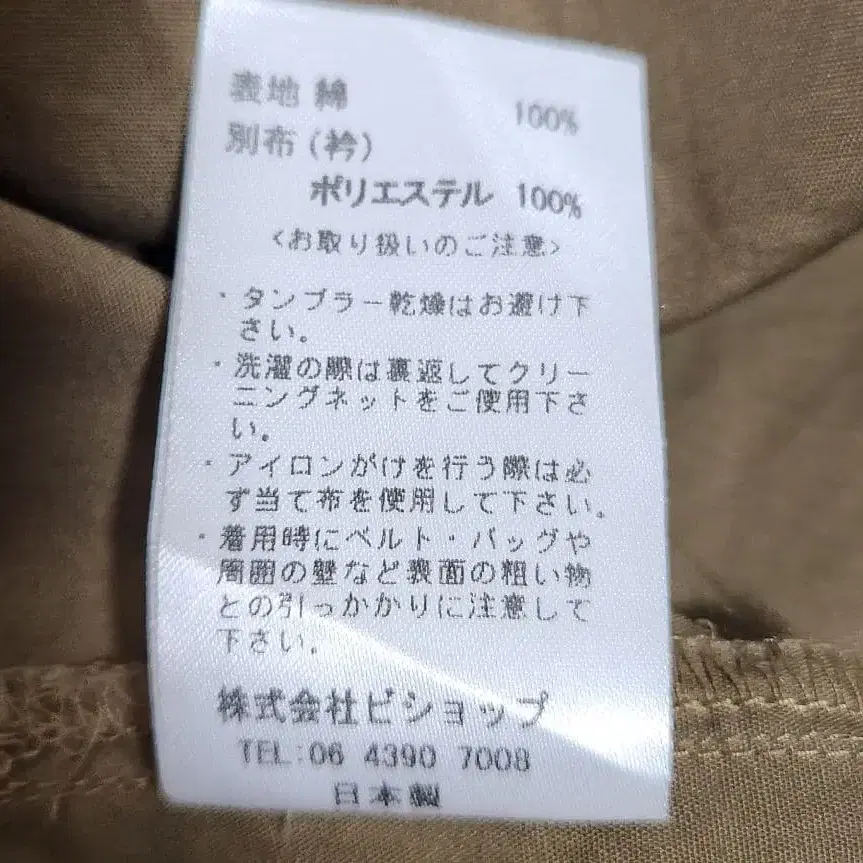 表地 綿 100%
別布(衿)
ポリエステル 100%
<お取り扱いのご注意>
・タンブラー乾燥はお避け下
さい。
・洗濯の際は裏返してクリー
ニングネットをご使用下さ
い。
・アイロンがけを行う際は必
ず当て布を使用して下さい。
・着用時にベルト・バッグや
周囲の壁など表面の粗い物
との引っかかりに注意して
下さい。
株式会社ビショップ
TEL:06 4390 7008
日本製